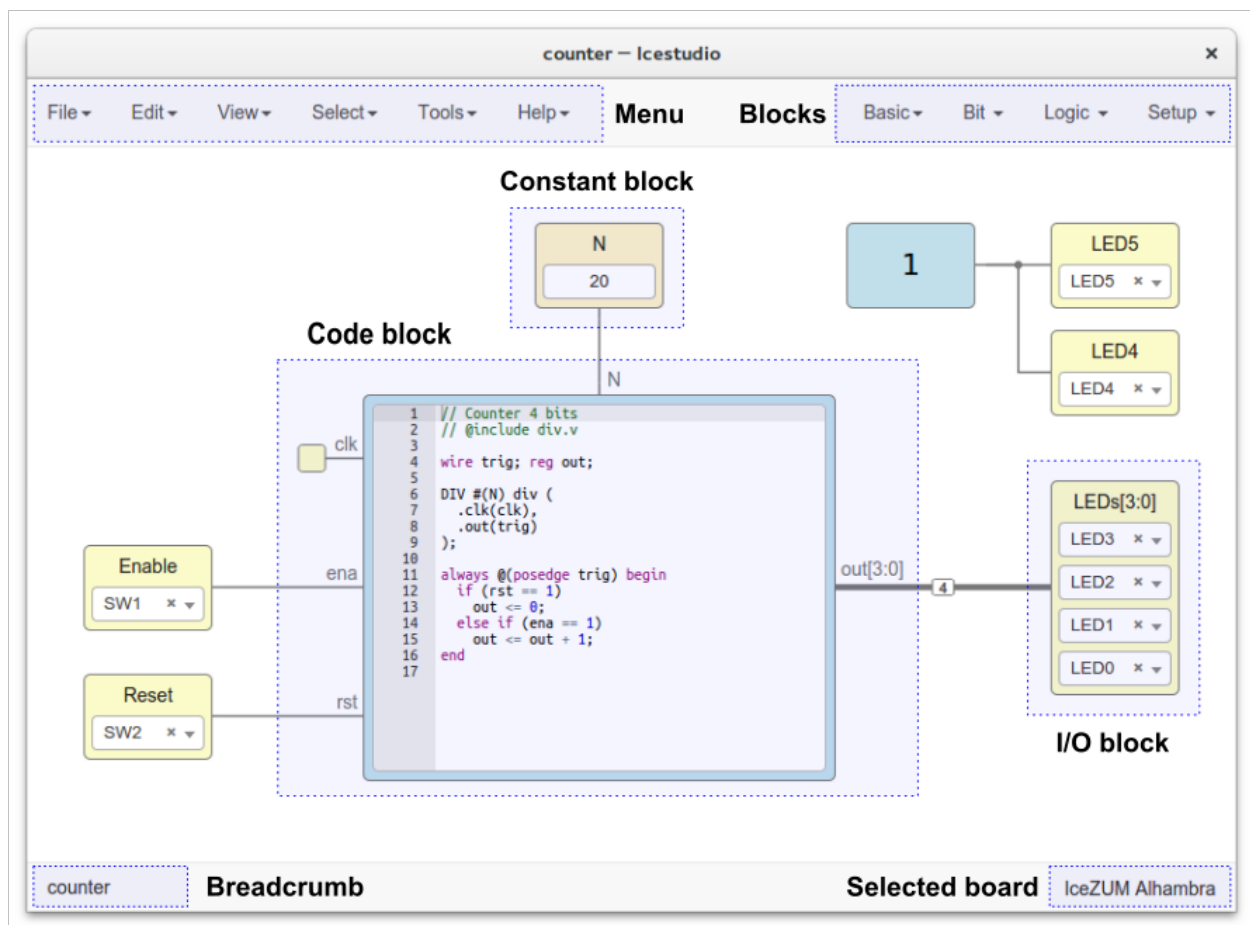 counter – Icestudio ×
File Edit View Select Tools Help Menu Blocks Basic Bit Logic Setup
Constant block
N
20
1
LED5
LED5 ×
LED4
LED4 ×
Code block
N
clk
ena
rst
1 // Counter 4 bits
2 // @include div.v
3
4 wire trig; reg out;
5
6 DIV #(N) div (
7   .clk(clk),
8   .out(trig)
9 );
10
11 always @(posedge trig) begin
12   if (rst == 1)
13     out <= 0;
14   else if (ena == 1)
15     out <= out + 1;
16 end
17
Enable
SW1 ×
Reset
SW2 ×
out[3:0]
4
LEDs[3:0]
LED3 ×
LED2 ×
LED1 ×
LED0 ×
I/O block
counter Breadcrumb Selected board IceZUM Alhambra